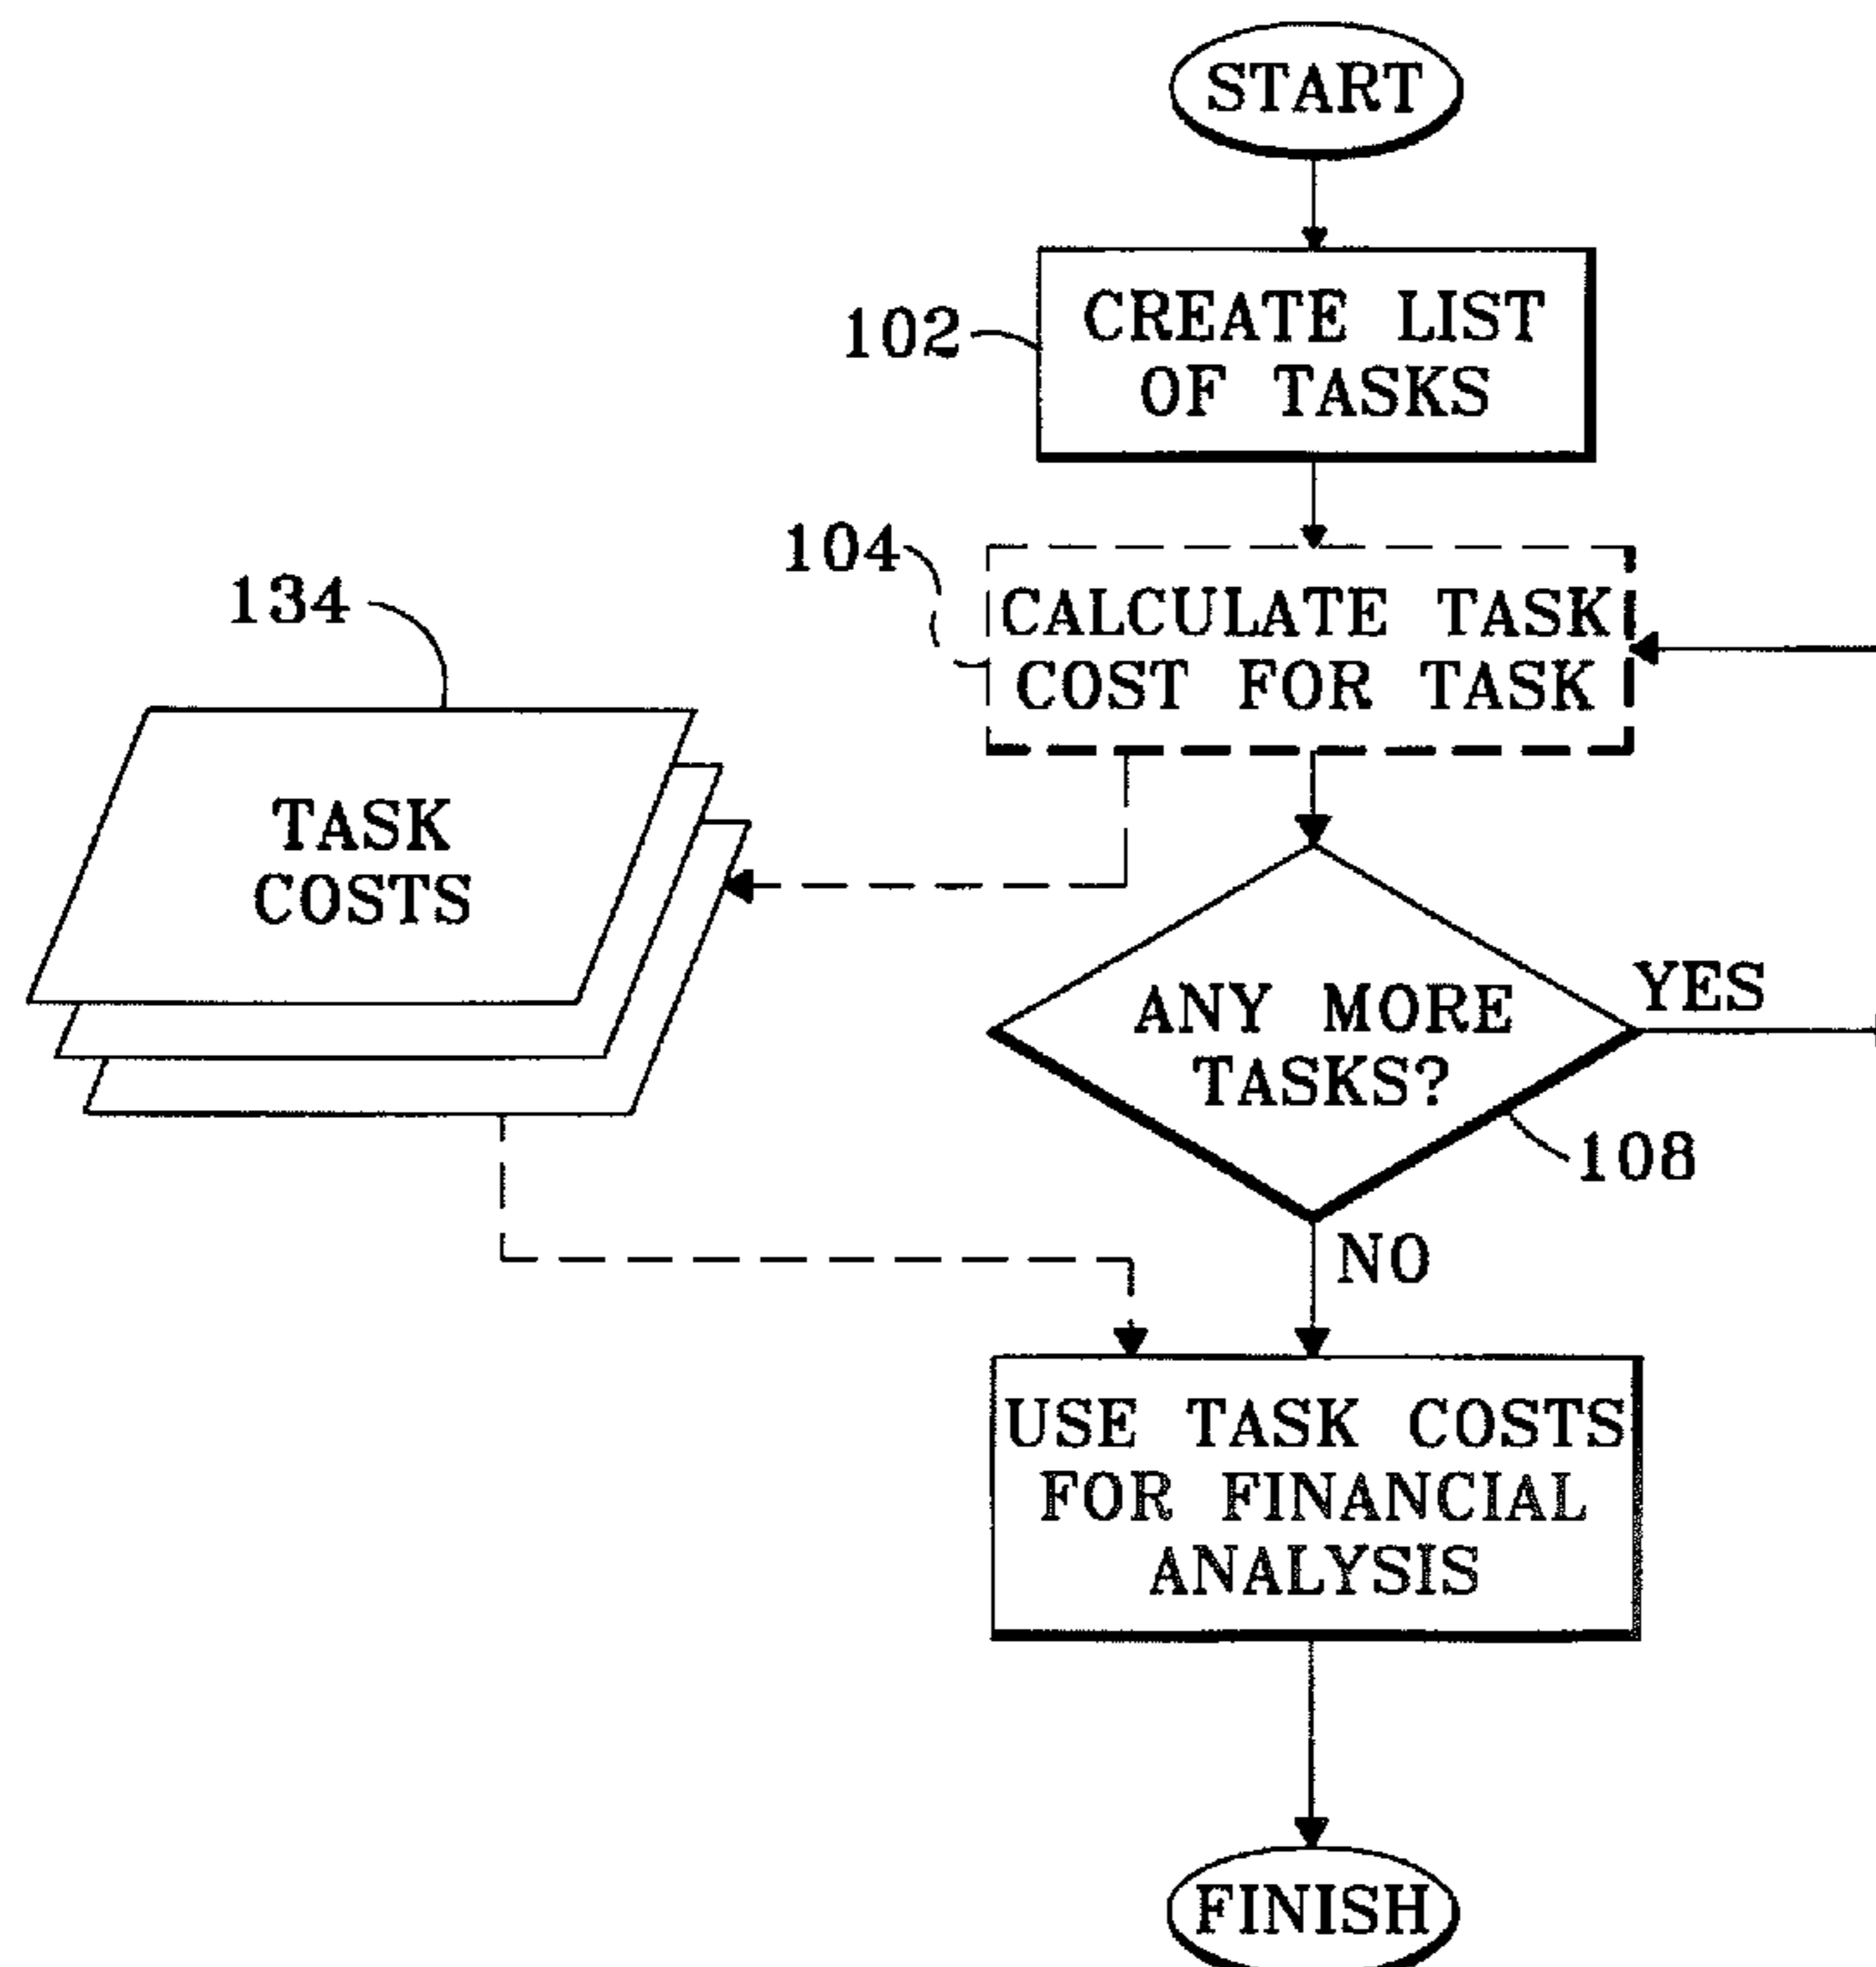 START
102
CREATE LIST
OF TASKS
104
CALCULATE TASK
COST FOR TASK
134
TASK
COSTS
ANY MORE
TASKS?
YES
108
NO
USE TASK COSTS
FOR FINANCIAL
ANALYSIS
FINISH